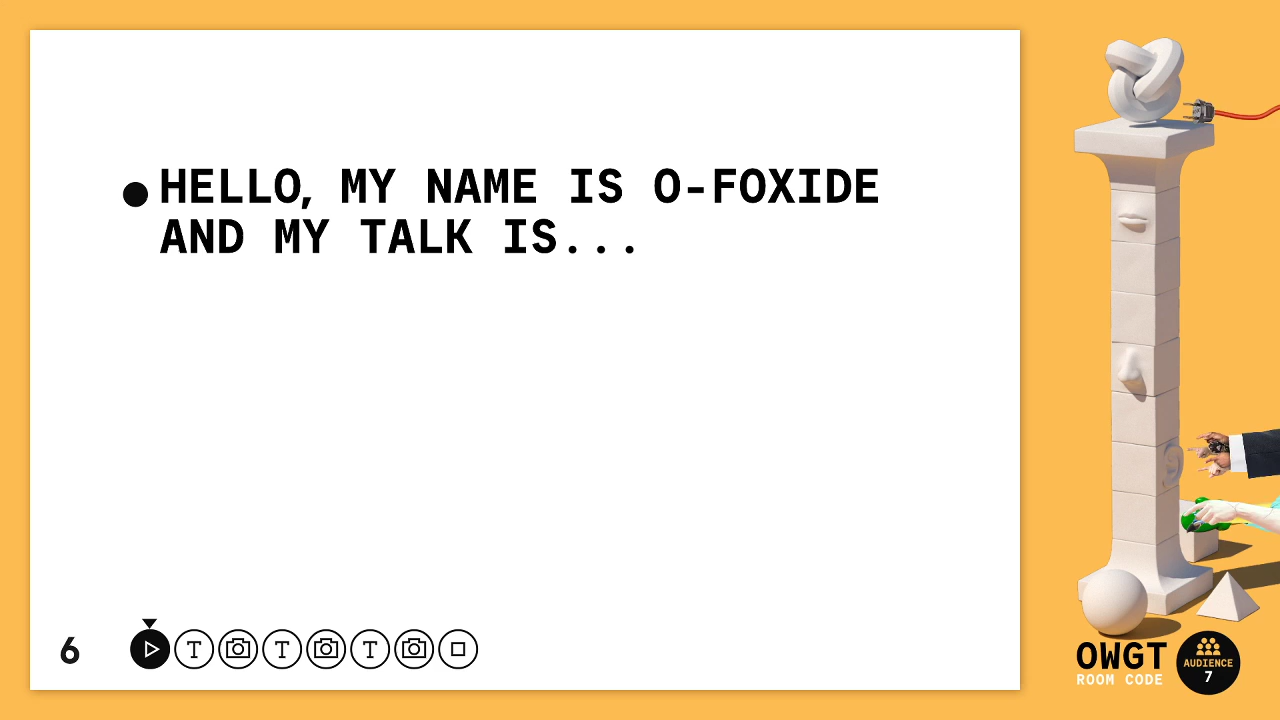 HELLO, MY NAME IS O-FOXIDE
AND MY TALK IS...
6
T
T
T
OWGT
ROOM CODE
AUDIENCE
7